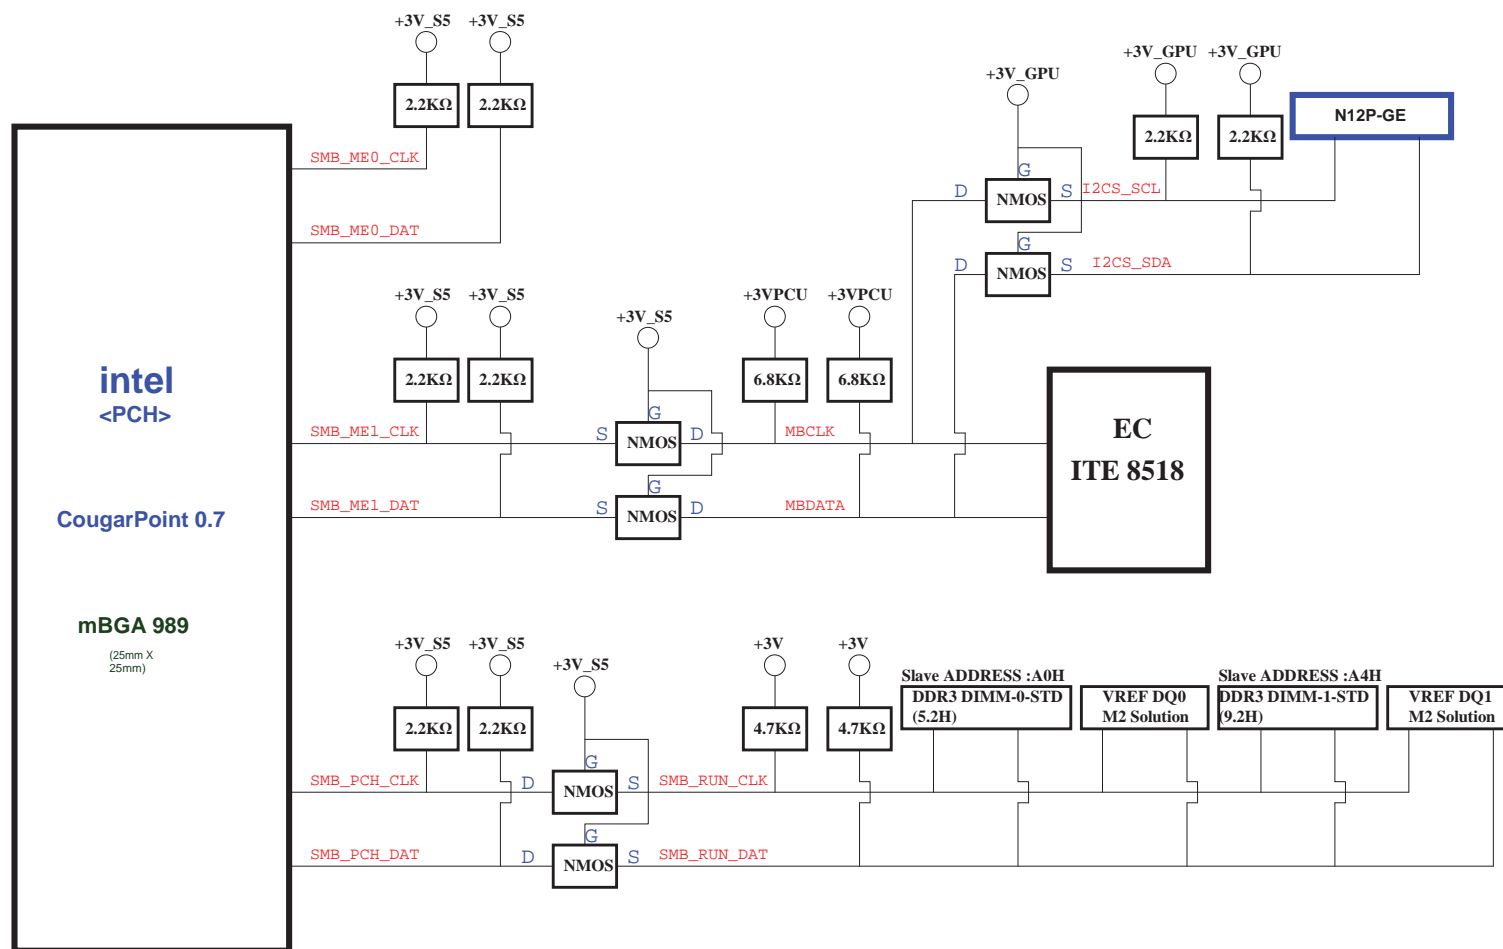 +3V_S5 +3V_S5
2.2KΩ 2.2KΩ
SMB_ME0_CLK
SMB_ME0_DAT
+3V_GPU
+3V_GPU +3V_GPU
2.2KΩ 2.2KΩ
N12P-GE
G
D NMOS S I2CS_SCL
G
D NMOS S I2CS_SDA
+3V_S5 +3V_S5
+3V_S5
+3VPCU +3VPCU
2.2KΩ 2.2KΩ
6.8KΩ 6.8KΩ
intel
<PCH>
G
SMB_ME1_CLK S NMOS D MBCLK
G
SMB_ME1_DAT S NMOS D MBDATA
EC
ITE 8518
CougarPoint 0.7
mBGA 989
(25mm X
25mm)
+3V_S5 +3V_S5
+3V_S5
+3V +3V
2.2KΩ 2.2KΩ
4.7KΩ 4.7KΩ
Slave ADDRESS :A0H
DDR3 DIMM-0-STD
(5.2H)
VREF DQ0
M2 Solution
Slave ADDRESS :A4H
DDR3 DIMM-1-STD
(9.2H)
VREF DQ1
M2 Solution
G
SMB_PCH_CLK D NMOS S SMB_RUN_CLK
G
SMB_PCH_DAT D NMOS S SMB_RUN_DAT